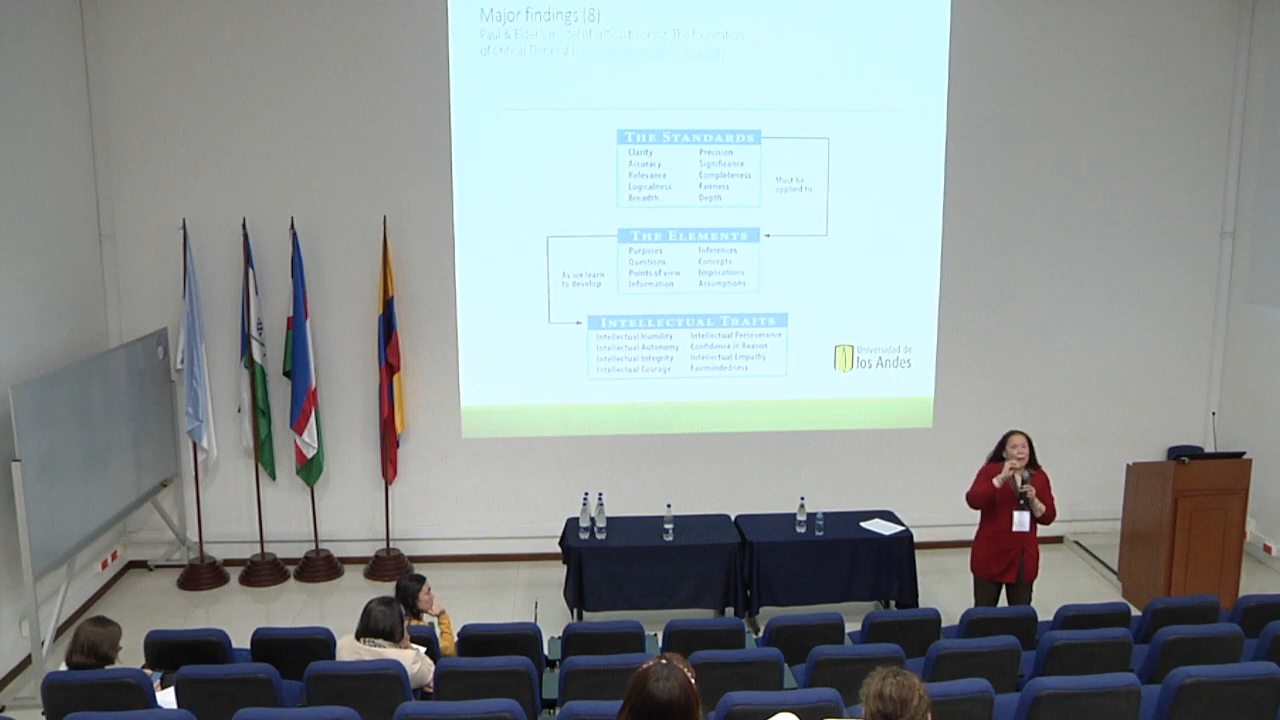 Major findings (8)
Paul & Elder's model of critical thinking. The foundation
of Critical Thinking
THE STANDARDS
Clarity Precision
Accuracy Significance
Relevance Completeness
Logicalness Fairness
Breadth Depth
Must be
applied to
THE ELEMENTS
Purposes Inferences
Questions Concepts
Points of view Implications
Information Assumptions
As we learn
to develop
INTELLECTUAL TRAITS
Intellectual Humility Intellectual Perseverance
Intellectual Autonomy Confidence in Reason
Intellectual Integrity Intellectual Empathy
Intellectual Courage Fairmindedness
Universidad de
los Andes